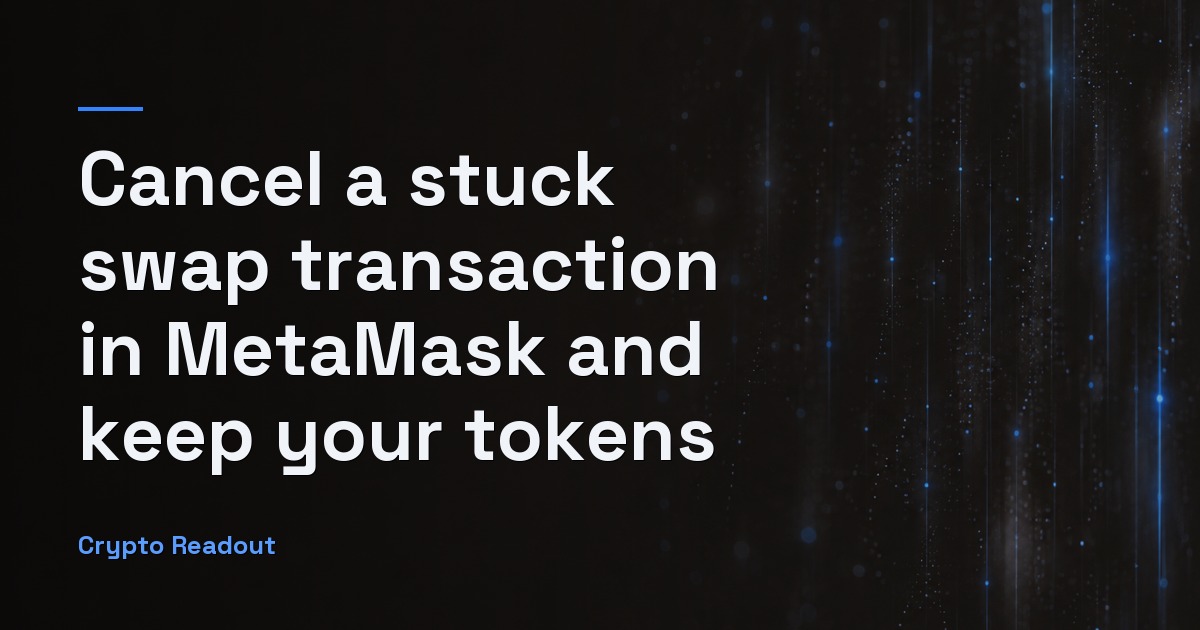 Cancel a stuck
swap transaction
in MetaMask and
keep your tokens
Crypto Readout